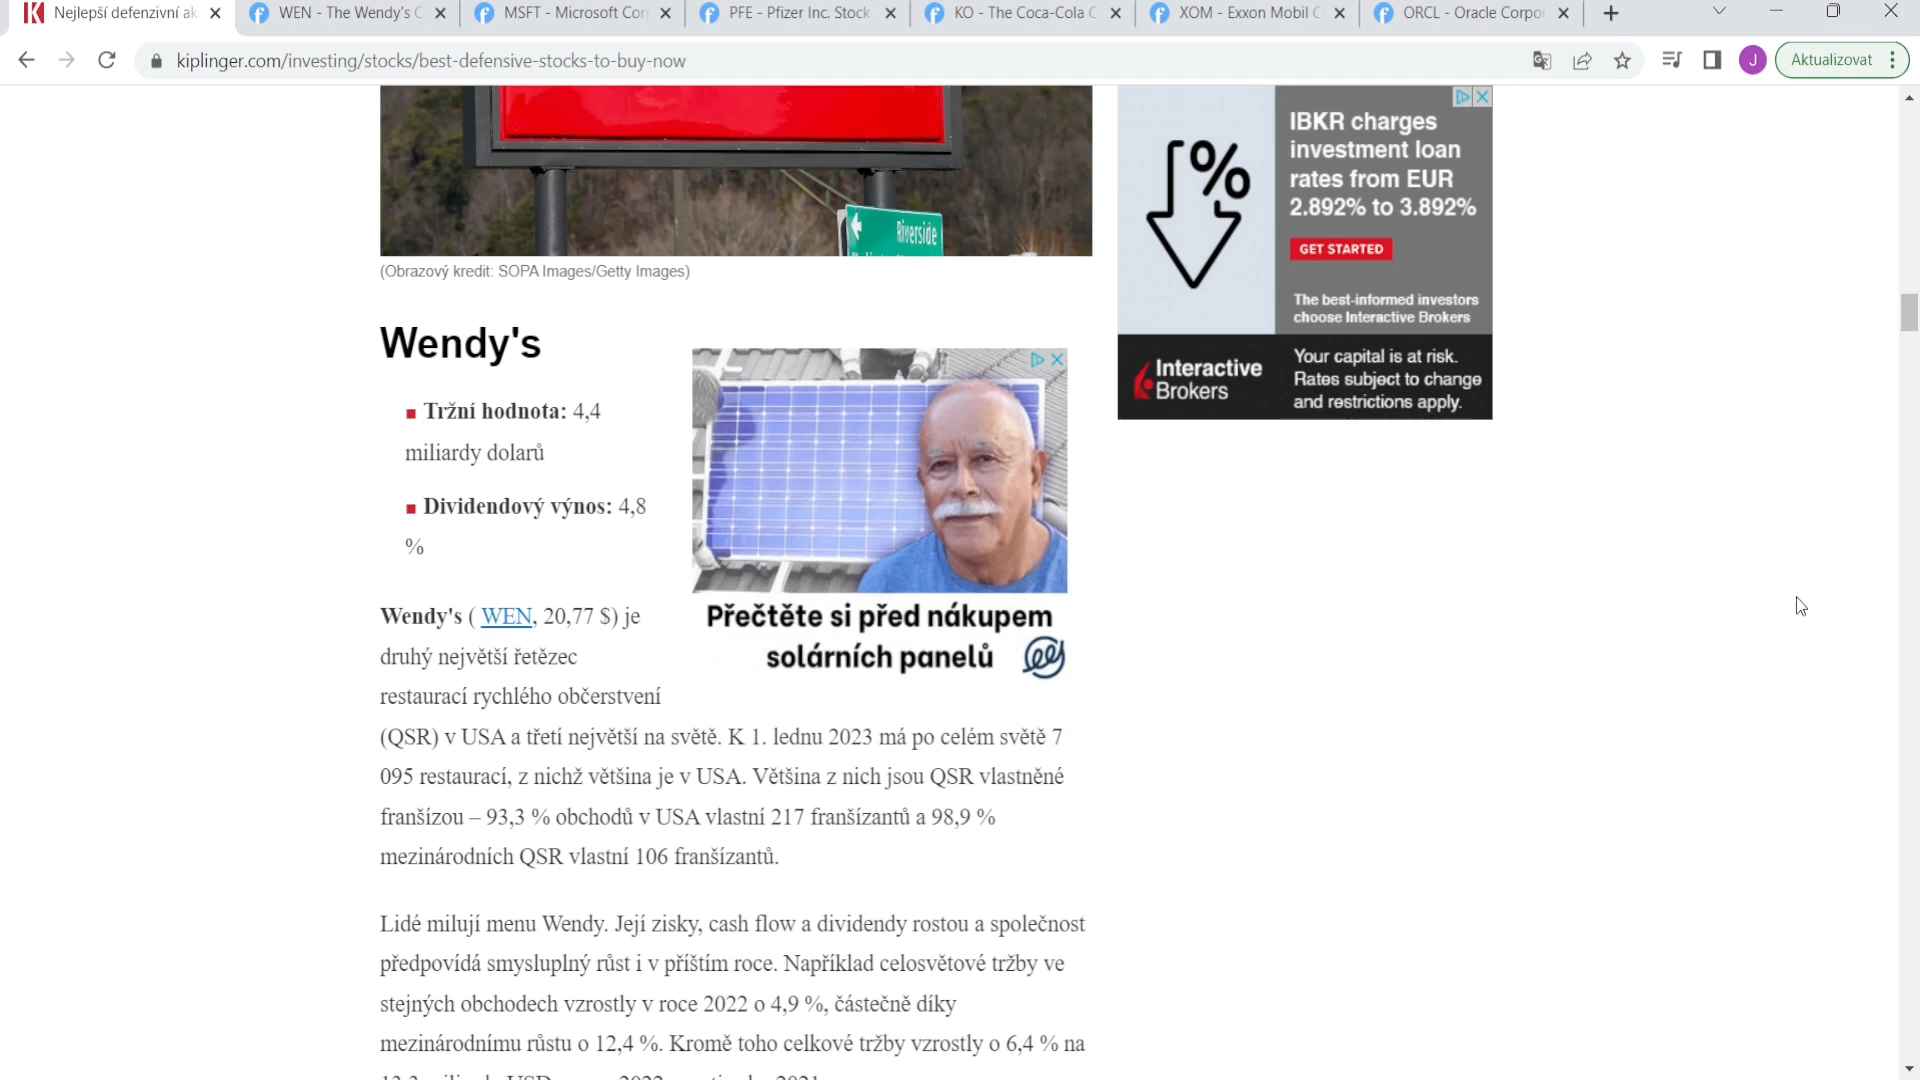 Nejlepší defenzivní ak
WEN - The Wendy's C
MSFT - Microsoft Cor
PFE - Pfizer Inc. Stock
KO - The Coca-Cola C
XOM - Exxon Mobil C
ORCL - Oracle Corpor
kiplinger.com/investing/stocks/best-defensive-stocks-to-buy-now
J
Aktualizovat
Riverside
(Obrazový kredit: SOPA Images/Getty Images)
IBKR charges
investment loan
rates from EUR
2.892% to 3.892%
GET STARTED
The best-informed investors
choose Interactive Brokers
Interactive
Brokers
Your capital is at risk.
Rates subject to change
and restrictions apply.
%
Wendy's
Tržní hodnota: 4,4
miliardy dolarů
Dividendový výnos: 4,8
%
Přečtěte si před nákupem
solárních panelů
Wendy's ( WEN, 20,77 $) je
druhý největší řetězec
restaurací rychlého občerstvení
(QSR) v USA a třetí největší na světě. K 1. lednu 2023 má po celém světě 7
095 restaurací, z nichž většina je v USA. Většina z nich jsou QSR vlastněné
franšízou – 93,3 % obchodů v USA vlastní 217 franšízantů a 98,9 %
mezinárodních QSR vlastní 106 franšízantů.
Lidé milují menu Wendy. Její zisky, cash flow a dividendy rostou a společnost
předpovídá smysluplný růst i v příštím roce. Například celosvětové tržby ve
stejných obchodech vzrostly v roce 2022 o 4,9 %, částečně díky
mezinárodnímu růstu o 12,4 %. Kromě toho celkové tržby vzrostly o 6,4 % na